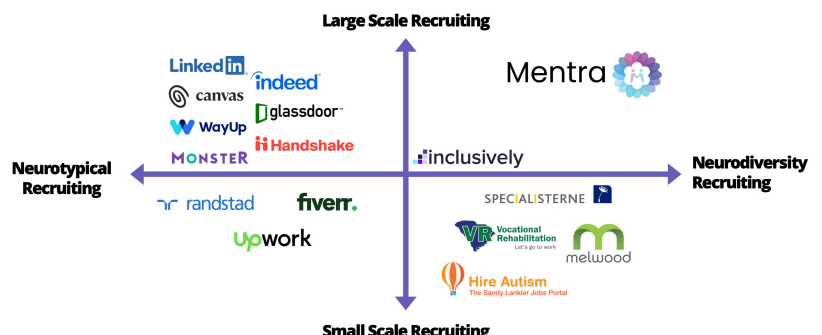 Large Scale Recruiting
LinkedIn
indeed
canvas
glassdoor
WayUp
Handshake
MONSTER
Mentra
inclusively
Neurotypical
Recruiting
Neurodiversity
Recruiting
randstad
fiverr.
upwork
SPECIALISTERNE
VR Vocational
Rehabilitation
Let's go to work
melwood
Hire Autism
The Sandy Lankler Jobs Portal
Small Scale Recruiting